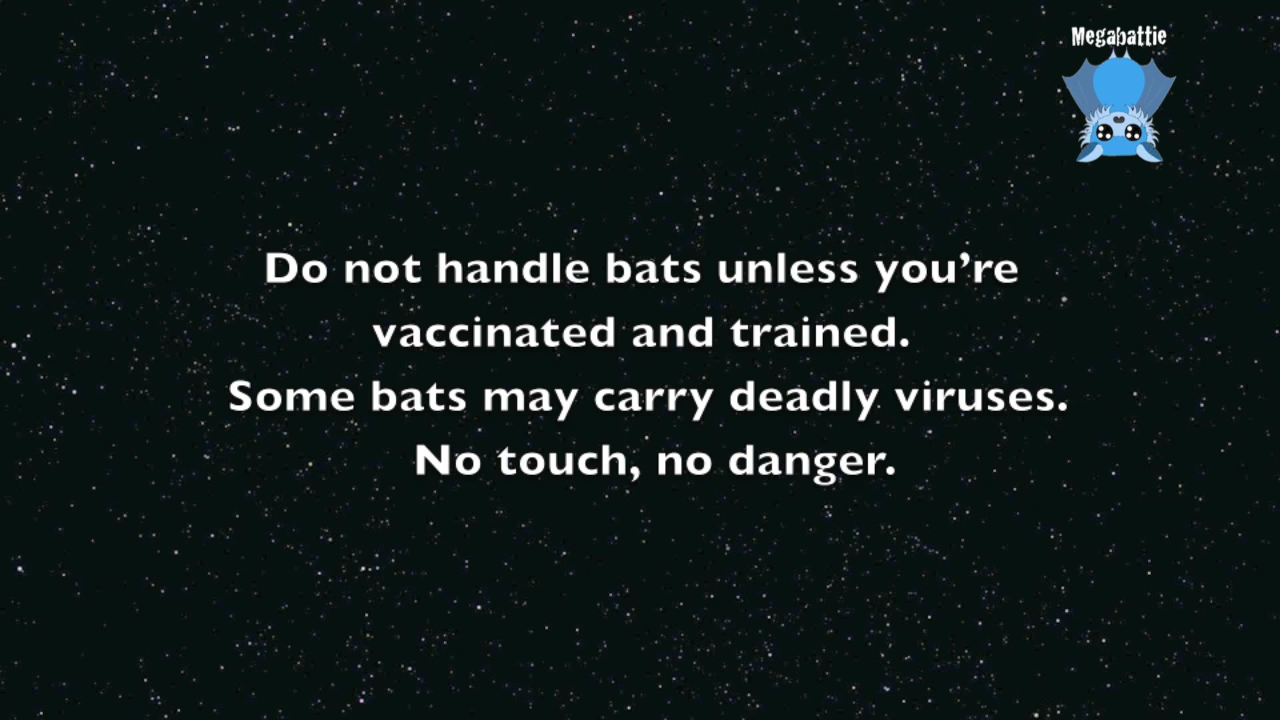 Megabattie
Do not handle bats unless you’re
vaccinated and trained.
Some bats may carry deadly viruses.
No touch, no danger.